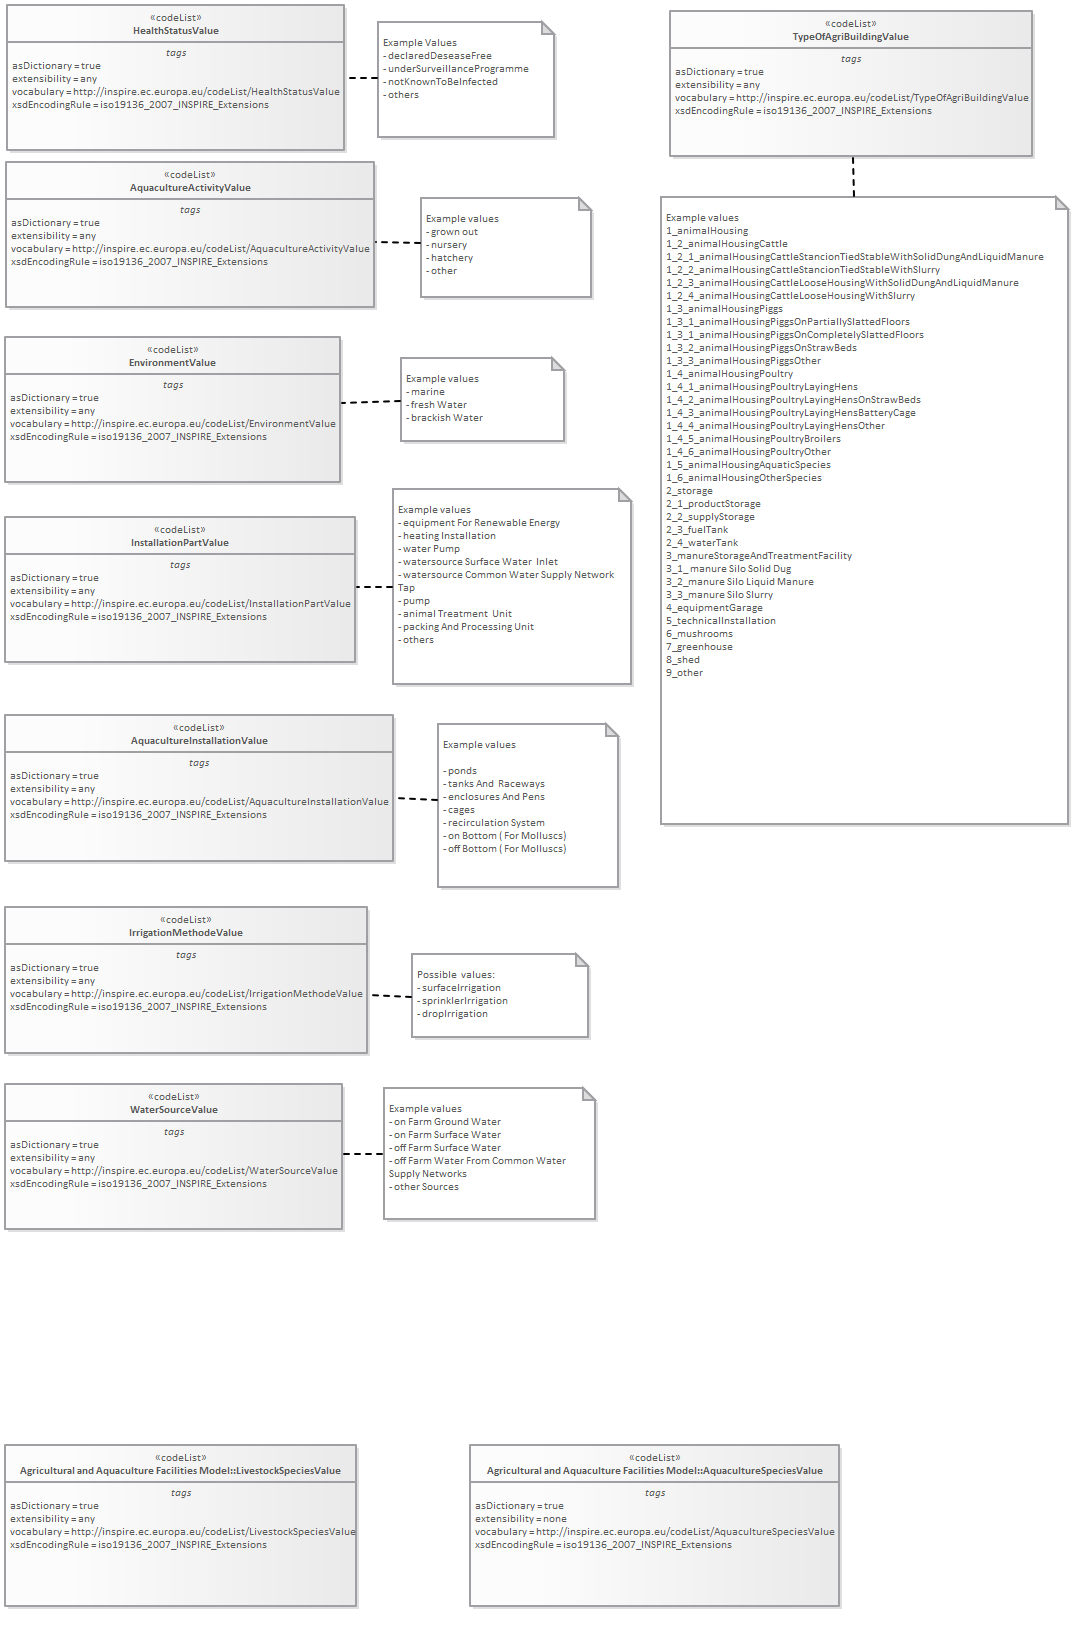 «codeList»
HealthStatusValue
tags
asDictionary = true
extensibility = any
vocabulary = http://inspire.ec.europa.eu/codeList/HealthStatusValue
xsdEncodingRule = iso19136_2007_INSPIRE_Extensions
Example Values
- declaredDeseaseFree
- underSurveillanceProgramme
- notKnownToBeInfected
- others
«codeList»
TypeOfAgriBuildingValue
tags
asDictionary = true
extensibility = any
vocabulary = http://inspire.ec.europa.eu/codeList/TypeOfAgriBuildingValue
xsdEncodingRule = iso19136_2007_INSPIRE_Extensions
Example values
1_animalHousing
1_2_animalHousingCattle
1_2_1_animalHousingCattleStancionTiedStableWithSolidDungAndLiquidManure
1_2_2_animalHousingCattleStancionTiedStableWithSlurry
1_2_3_animalHousingCattleLooseHousingWithSolidDungAndLiquidManure
1_2_4_animalHousingCattleLooseHousingWithSlurry
1_3_animalHousingPiggs
1_3_1_animalHousingPiggsOnPartiallySlattedFloors
1_3_1_animalHousingPiggsOnCompletelySlattedFloors
1_3_2_animalHousingPiggsOnStrawBeds
1_3_3_animalHousingPiggsOther
1_4_animalHousingPoultry
1_4_1_animalHousingPoultryLayingHens
1_4_2_animalHousingPoultryLayingHensOnStrawBeds
1_4_3_animalHousingPoultryLayingHensBatteryCage
1_4_4_animalHousingPoultryLayingHensOther
1_4_5_animalHousingPoultryBroilers
1_4_6_animalHousingPoultryOther
1_5_animalHousingAquaticSpecies
1_6_animalHousingOtherSpecies
2_storage
2_1_productStorage
2_2_supplyStorage
2_3_fuelTank
2_4_waterTank
3_manureStorageAndTreatmentFacility
3_1_ manure Silo Solid Dug
3_2_manure Silo Liquid Manure
3_3_manure Silo Slurry
4_equipmentGarage
5_technicalInstallation
6_mushrooms
7_greenhouse
8_shed
9_other
«codeList»
AquacultureActivityValue
tags
asDictionary = true
extensibility = any
vocabulary = http://inspire.ec.europa.eu/codeList/AquacultureActivityValue
xsdEncodingRule = iso19136_2007_INSPIRE_Extensions
Example values
- grown out
- nursery
- hatchery
- other
«codeList»
EnvironmentValue
tags
asDictionary = true
extensibility = any
vocabulary = http://inspire.ec.europa.eu/codeList/EnvironmentValue
xsdEncodingRule = iso19136_2007_INSPIRE_Extensions
Example values
- marine
- fresh Water
- brackish Water
«codeList»
InstallationPartValue
tags
asDictionary = true
extensibility = any
vocabulary = http://inspire.ec.europa.eu/codeList/InstallationPartValue
xsdEncodingRule = iso19136_2007_INSPIRE_Extensions
Example values
- equipment For Renewable Energy
- heating Installation
- water Pump
- watersource Surface Water  Inlet
- watersource Common Water Supply Network
Tap
- pump
- animal Treatment  Unit
- packing And Processing Unit
- others
«codeList»
AquacultureInstallationValue
tags
asDictionary = true
extensibility = any
vocabulary = http://inspire.ec.europa.eu/codeList/AquacultureInstallationValue
xsdEncodingRule = iso19136_2007_INSPIRE_Extensions
Example values
- ponds
- tanks And  Raceways
- enclosures And Pens
- cages
- recirculation System
- on Bottom ( For Molluscs)
- off Bottom ( For Molluscs)
«codeList»
IrrigationMethodeValue
tags
asDictionary = true
extensibility = any
vocabulary = http://inspire.ec.europa.eu/codeList/IrrigationMethodeValue
xsdEncodingRule = iso19136_2007_INSPIRE_Extensions
Possible  values:
- surfaceIrrigation
- sprinklerIrrigation
- dropIrrigation
«codeList»
WaterSourceValue
tags
asDictionary = true
extensibility = any
vocabulary = http://inspire.ec.europa.eu/codeList/WaterSourceValue
xsdEncodingRule = iso19136_2007_INSPIRE_Extensions
Example values
- on Farm Ground Water
- on Farm Surface Water
- off Farm Surface Water
- off Farm Water From Common Water
Supply Networks
- other Sources
«codeList»
Agricultural and Aquaculture Facilities Model::LivestockSpeciesValue
tags
asDictionary = true
extensibility = any
vocabulary = http://inspire.ec.europa.eu/codeList/LivestockSpeciesValue
xsdEncodingRule = iso19136_2007_INSPIRE_Extensions
«codeList»
Agricultural and Aquaculture Facilities Model::AquacultureSpeciesValue
tags
asDictionary = true
extensibility = none
vocabulary = http://inspire.ec.europa.eu/codeList/AquacultureSpeciesValue
xsdEncodingRule = iso19136_2007_INSPIRE_Extensions